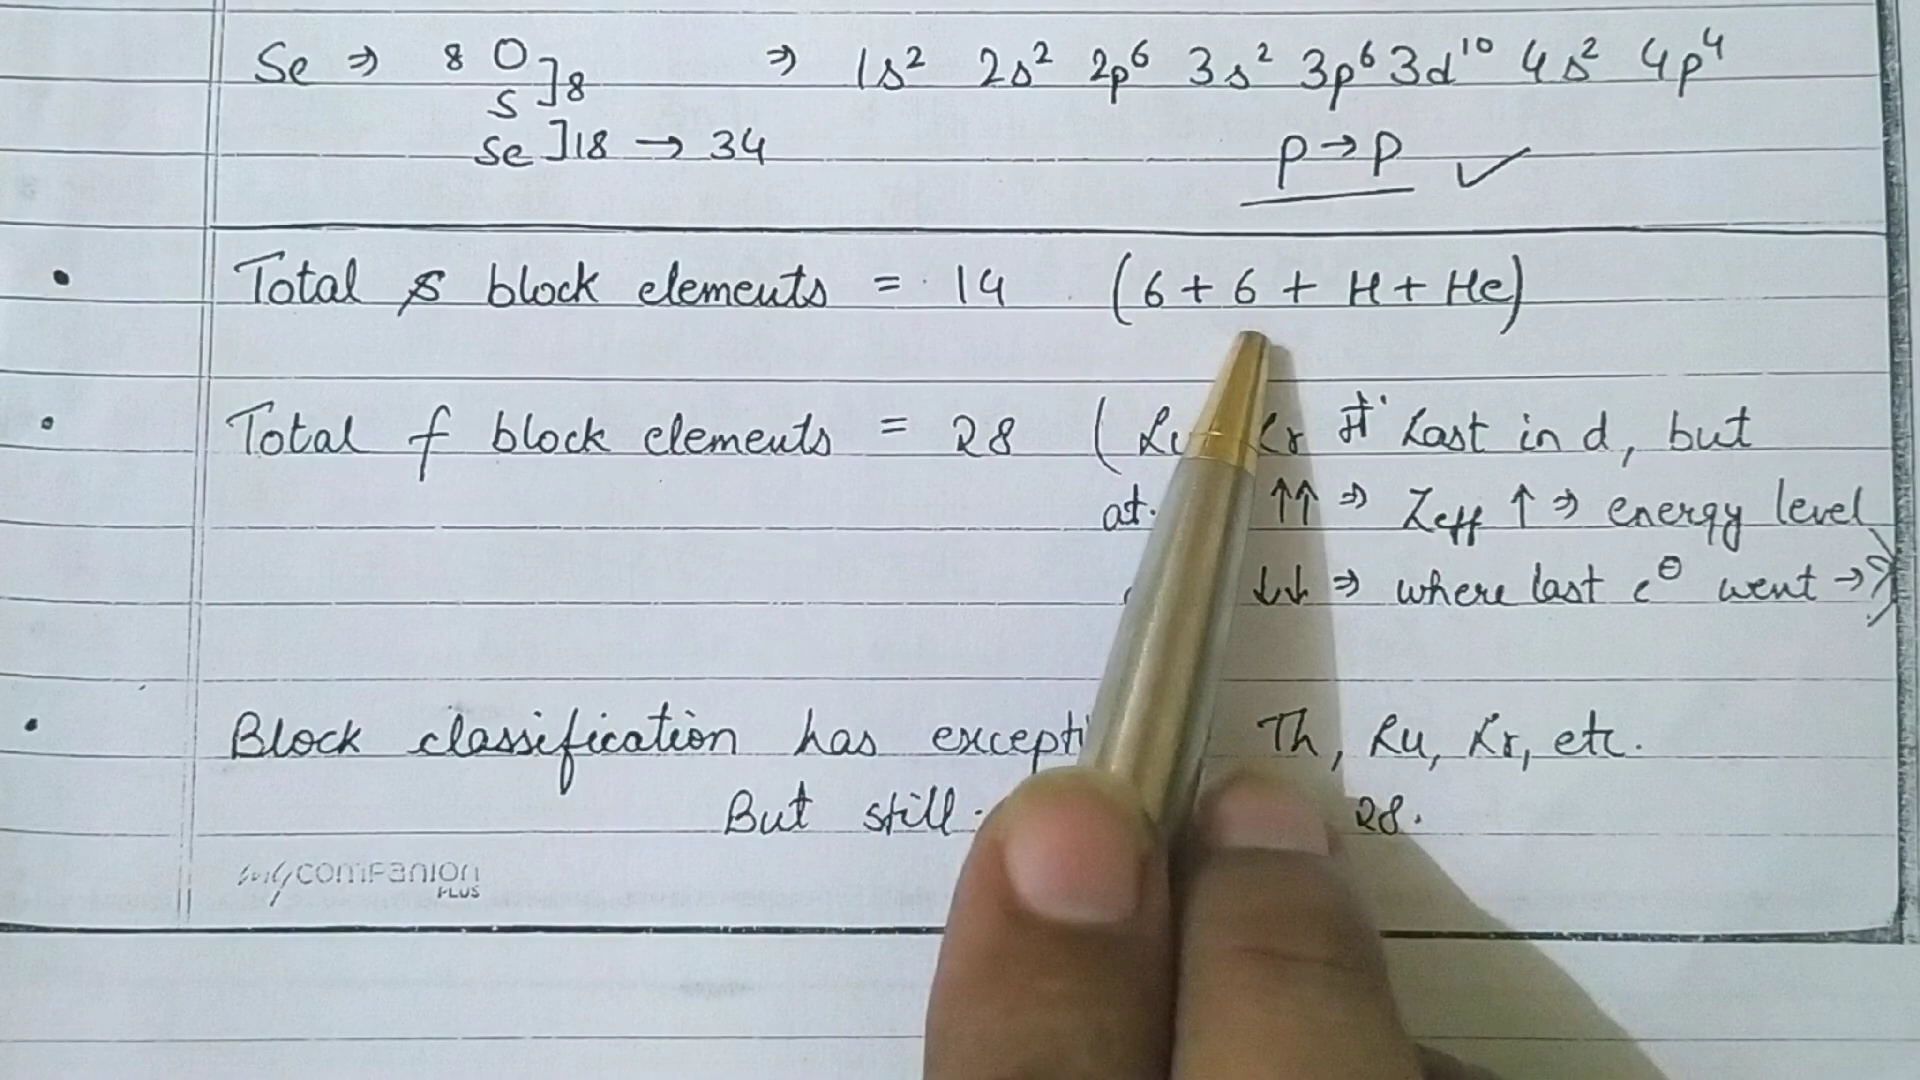 Se ⇒ 8 O ]8 ⇒ 1s² 2s² 2p⁶ 3s² 3p⁶ 3d¹⁰ 4s² 4p⁴
S
Se ]18 → 34 p → p ✓
• Total s block elements = 14 (6 + 6 + H + He)
• Total f block elements = 28 ( Lr में Last in d, but
at. ↑↑ ⇒ Zeff ↑ ⇒ energy level
↓↓ ⇒ where last e⊖ went →
• Block classification has Th, Lu, Lr, etc.
But still 28.
companion
PLUS